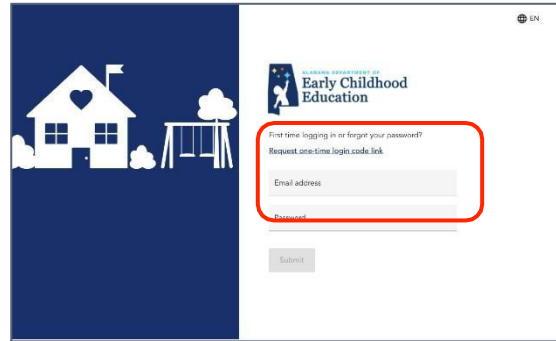 EN
ALABAMA DEPARTMENT OF
Early Childhood
Education
First time logging in or forgot your password?
Request one-time login code link
Email address
Password
Submit